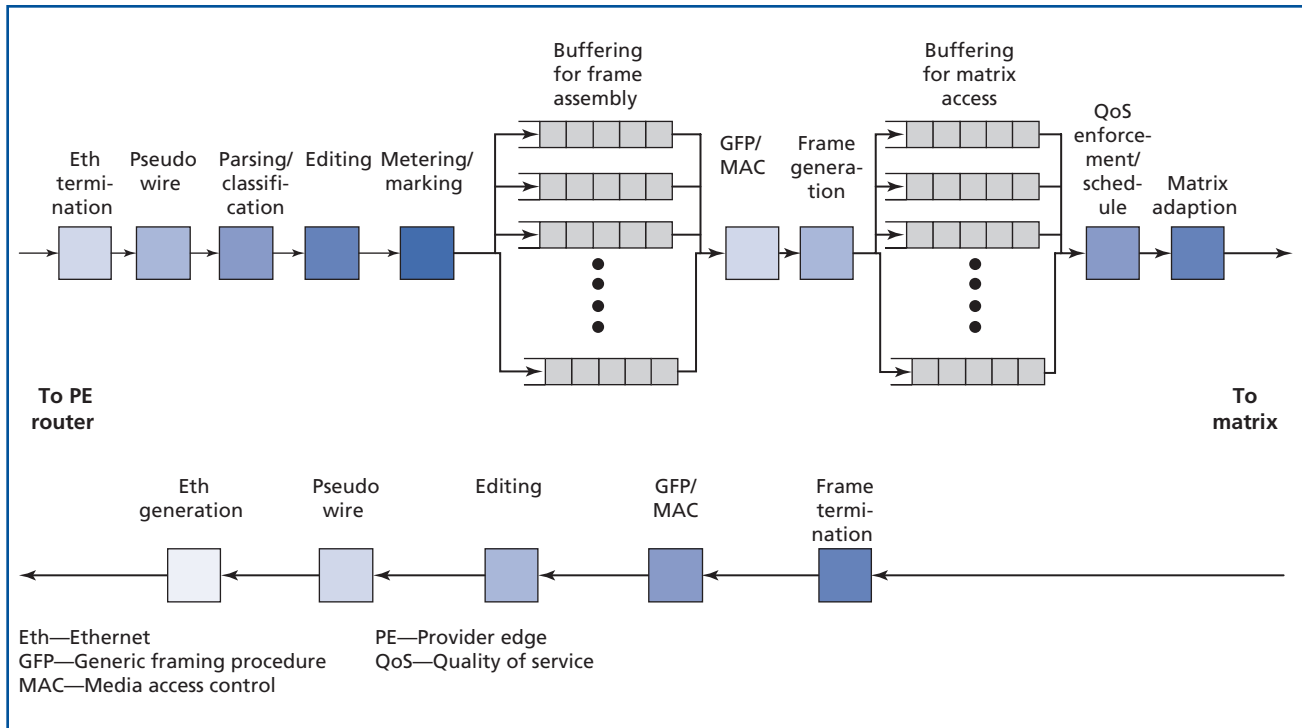 Buffering
for frame
assembly
Buffering
for matrix
access
Eth
termi-
nation
Pseudo
wire
Parsing/
classifi-
cation
Editing
Metering/
marking
GFP/
MAC
Frame
genera-
tion
QoS
enforce-
ment/
sched-
ule
Matrix
adaption
To PE
router
To
matrix
Eth
generation
Pseudo
wire
Editing
GFP/
MAC
Frame
termi-
nation
Eth—Ethernet
GFP—Generic framing procedure
MAC—Media access control
PE—Provider edge
QoS—Quality of service